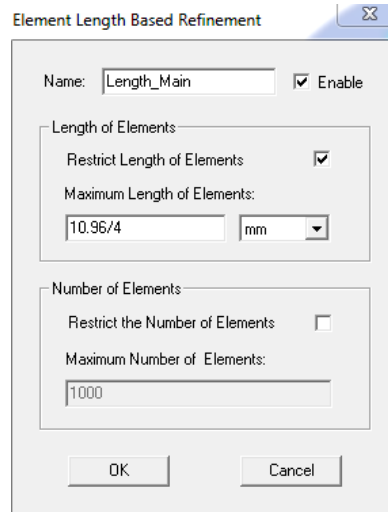 Element Length Based Refinement
Name: Length_Main Enable
Length of Elements
Restrict Length of Elements
Maximum Length of Elements:
10.96/4 mm
Number of Elements
Restrict the Number of Elements
Maximum Number of Elements:
1000
OK Cancel